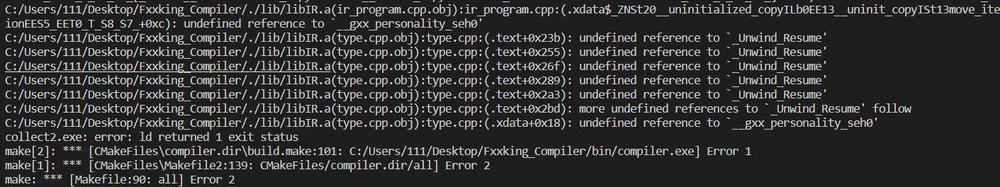 C:/Users/111/Desktop/Fxxking_Compiler/./lib/libIR.a(ir_program.cpp.obj):ir_program.cpp:(.xdata$_ZNSt20__uninitialized_copyILb0EE13__uninit_copyISt13move_ite
ionEES5_EET0_T_S8_S7_+0xc): undefined reference to `__gxx_personality_seh0'
C:/Users/111/Desktop/Fxxking_Compiler/./lib/libIR.a(type.cpp.obj):type.cpp:(.text+0x23b): undefined reference to `_Unwind_Resume'
C:/Users/111/Desktop/Fxxking_Compiler/./lib/libIR.a(type.cpp.obj):type.cpp:(.text+0x255): undefined reference to `_Unwind_Resume'
C:/Users/111/Desktop/Fxxking_Compiler/./lib/libIR.a(type.cpp.obj):type.cpp:(.text+0x26f): undefined reference to `_Unwind_Resume'
C:/Users/111/Desktop/Fxxking_Compiler/./lib/libIR.a(type.cpp.obj):type.cpp:(.text+0x289): undefined reference to `_Unwind_Resume'
C:/Users/111/Desktop/Fxxking_Compiler/./lib/libIR.a(type.cpp.obj):type.cpp:(.text+0x2a3): undefined reference to `_Unwind_Resume'
C:/Users/111/Desktop/Fxxking_Compiler/./lib/libIR.a(type.cpp.obj):type.cpp:(.text+0x2bd): more undefined references to `_Unwind_Resume' follow
C:/Users/111/Desktop/Fxxking_Compiler/./lib/libIR.a(type.cpp.obj):type.cpp:(.xdata+0x18): undefined reference to `__gxx_personality_seh0'
collect2.exe: error: ld returned 1 exit status
make[2]: *** [CMakeFiles\compiler.dir\build.make:101: C:/Users/111/Desktop/Fxxking_Compiler/bin/compiler.exe] Error 1
make[1]: *** [CMakeFiles\Makefile2:139: CMakeFiles/compiler.dir/all] Error 2
make: *** [Makefile:90: all] Error 2